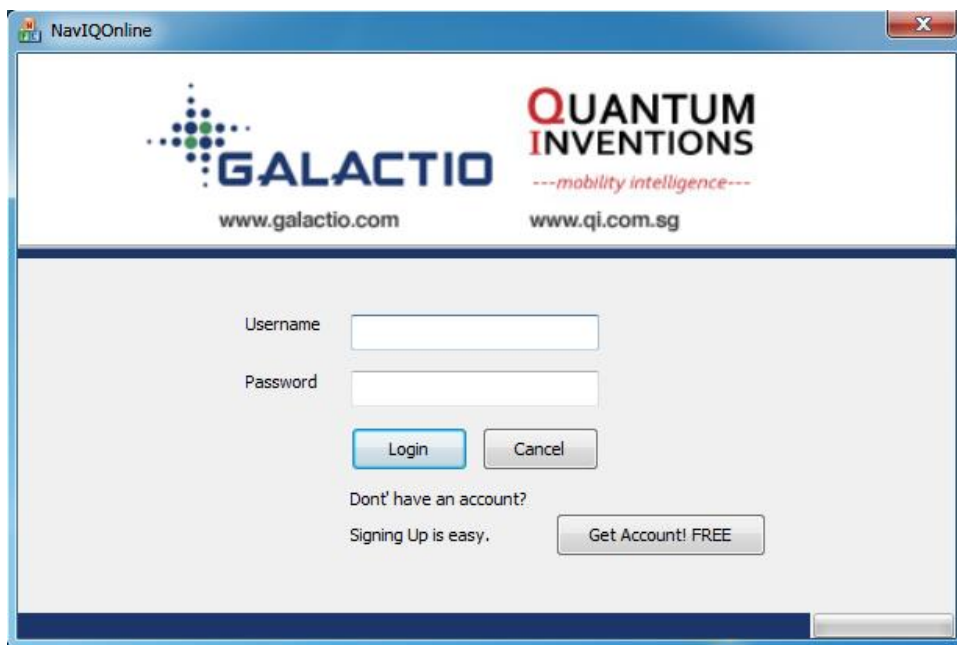 NavIQOnline
GALACTIO
www.galactio.com
QUANTUM
INVENTIONS
---mobility intelligence---
www.qi.com.sg
Username
Password
Login Cancel
Dont' have an account?
Signing Up is easy. Get Account! FREE